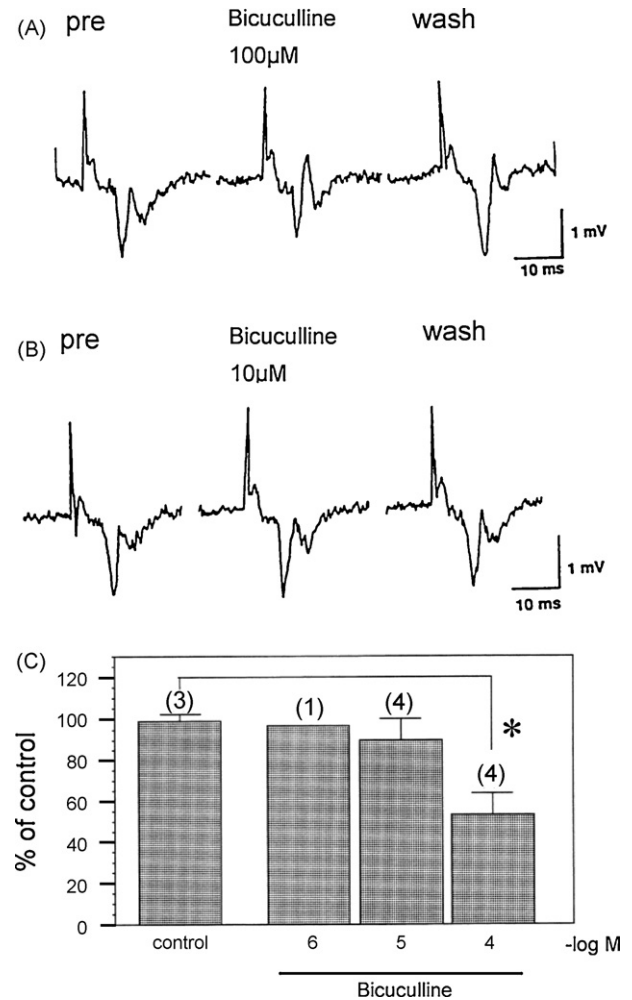 (A) pre Bicuculline 100μM wash
1 mV
10 ms
(B) pre Bicuculline 10μM wash
1 mV
10 ms
(C)
% of control
120
100
80
60
40
20
0
(3) (1) (4) (4) *
control 6 5 4 -log M
Bicuculline